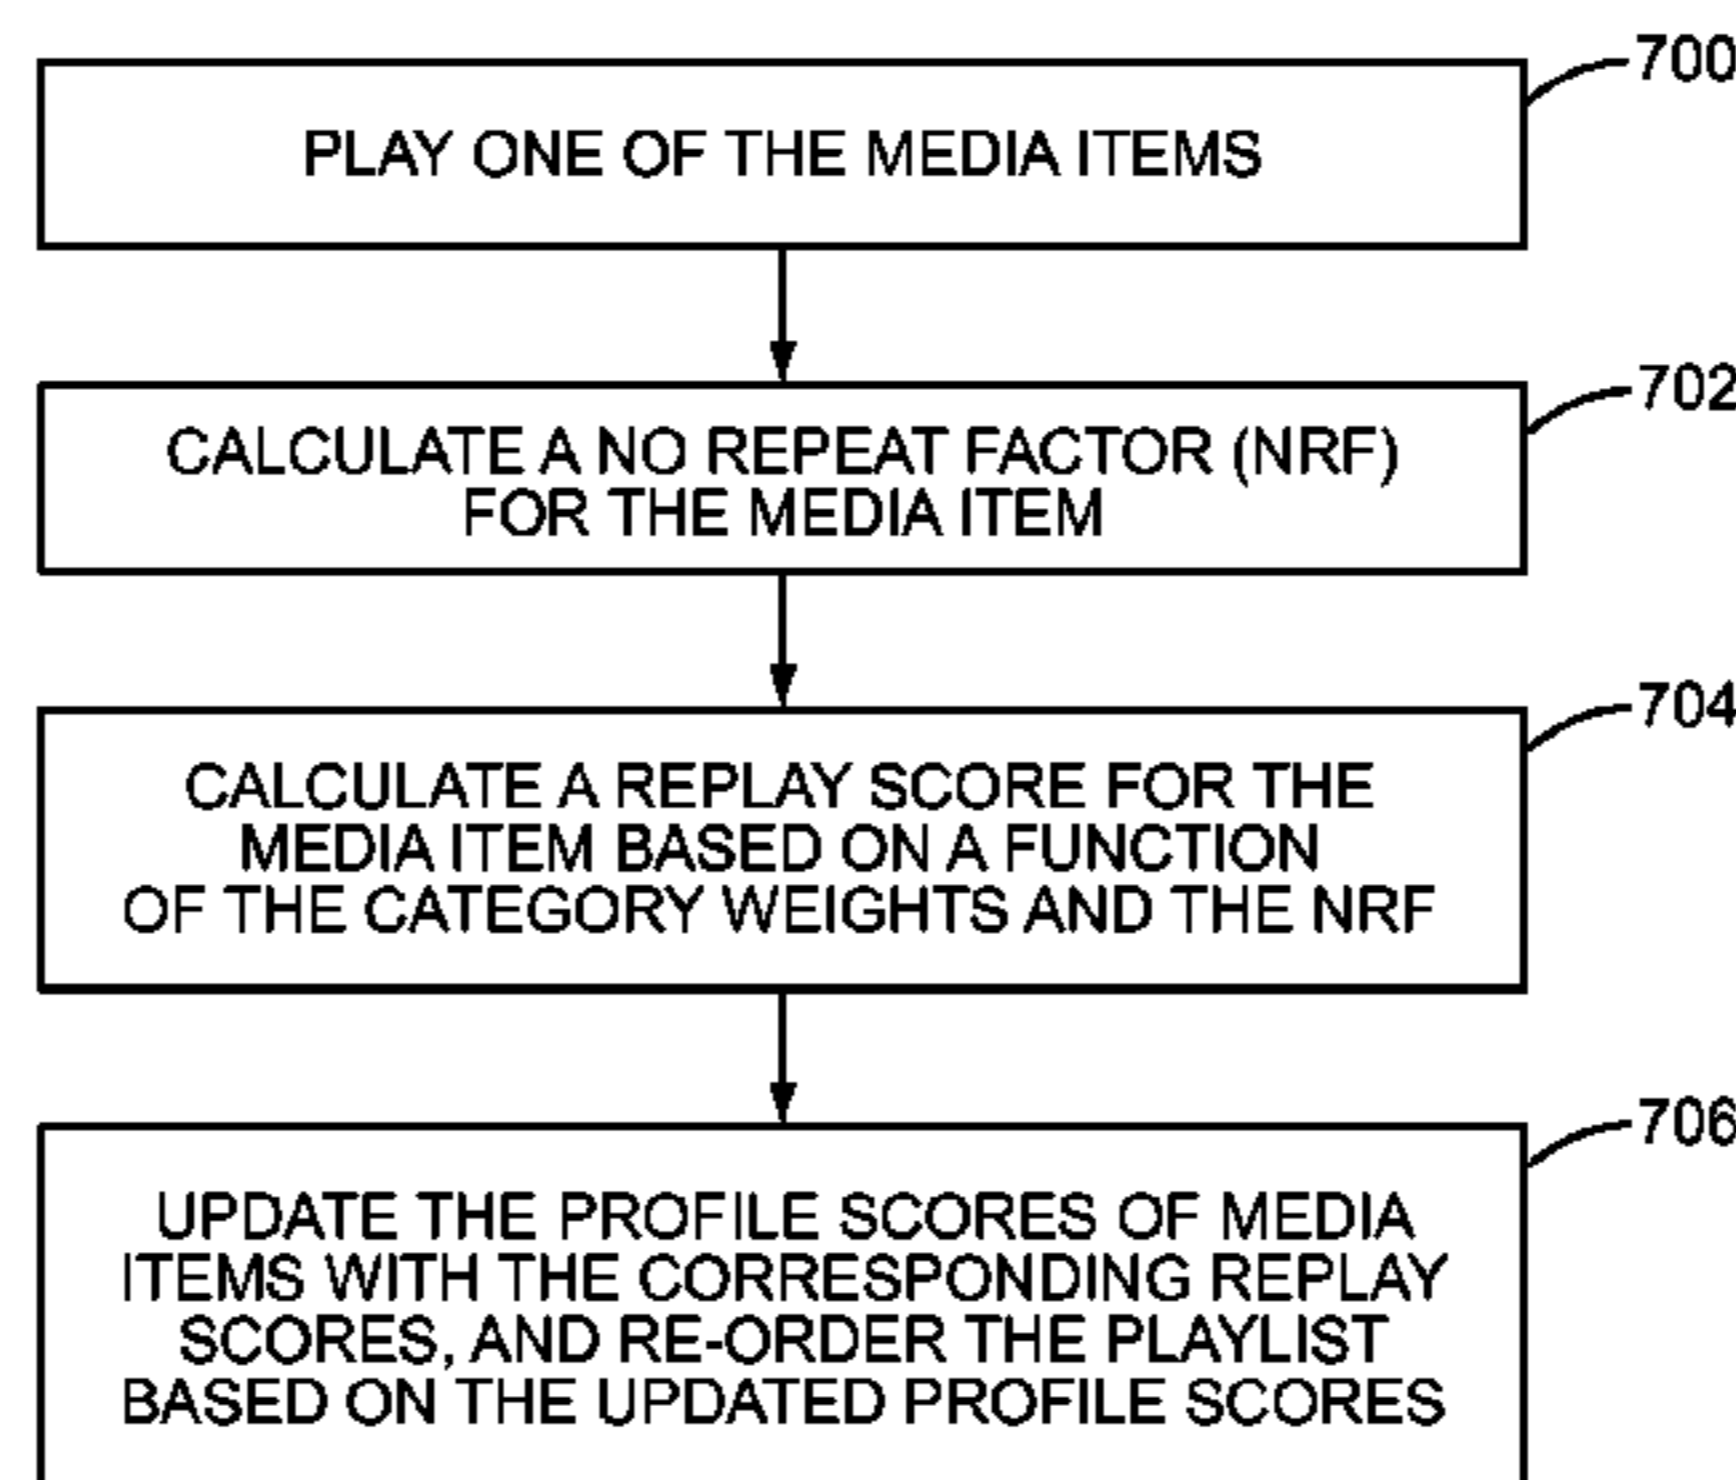 700
PLAY ONE OF THE MEDIA ITEMS
702
CALCULATE A NO REPEAT FACTOR (NRF)
FOR THE MEDIA ITEM
704
CALCULATE A REPLAY SCORE FOR THE
MEDIA ITEM BASED ON A FUNCTION
OF THE CATEGORY WEIGHTS AND THE NRF
706
UPDATE THE PROFILE SCORES OF MEDIA
ITEMS WITH THE CORRESPONDING REPLAY
SCORES, AND RE-ORDER THE PLAYLIST
BASED ON THE UPDATED PROFILE SCORES